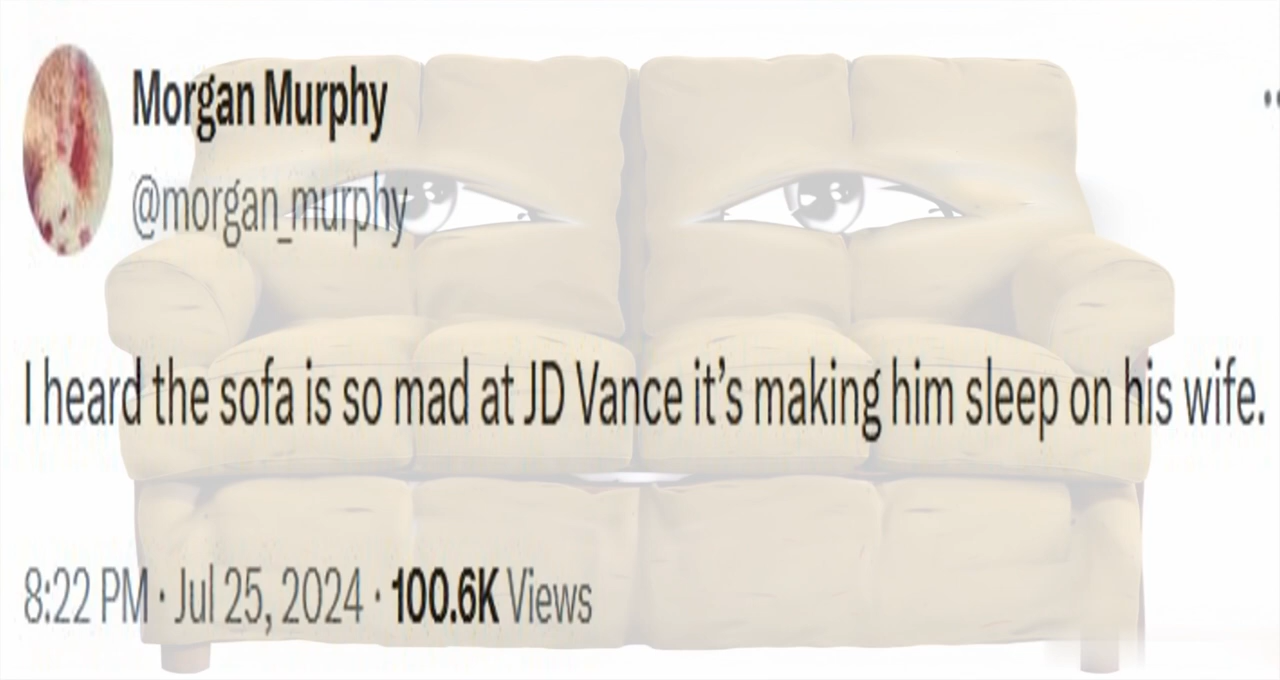 Morgan Murphy
@morgan_murphy
I heard the sofa is so mad at JD Vance it’s making him sleep on his wife.
8:22 PM · Jul 25, 2024 · 100.6K Views